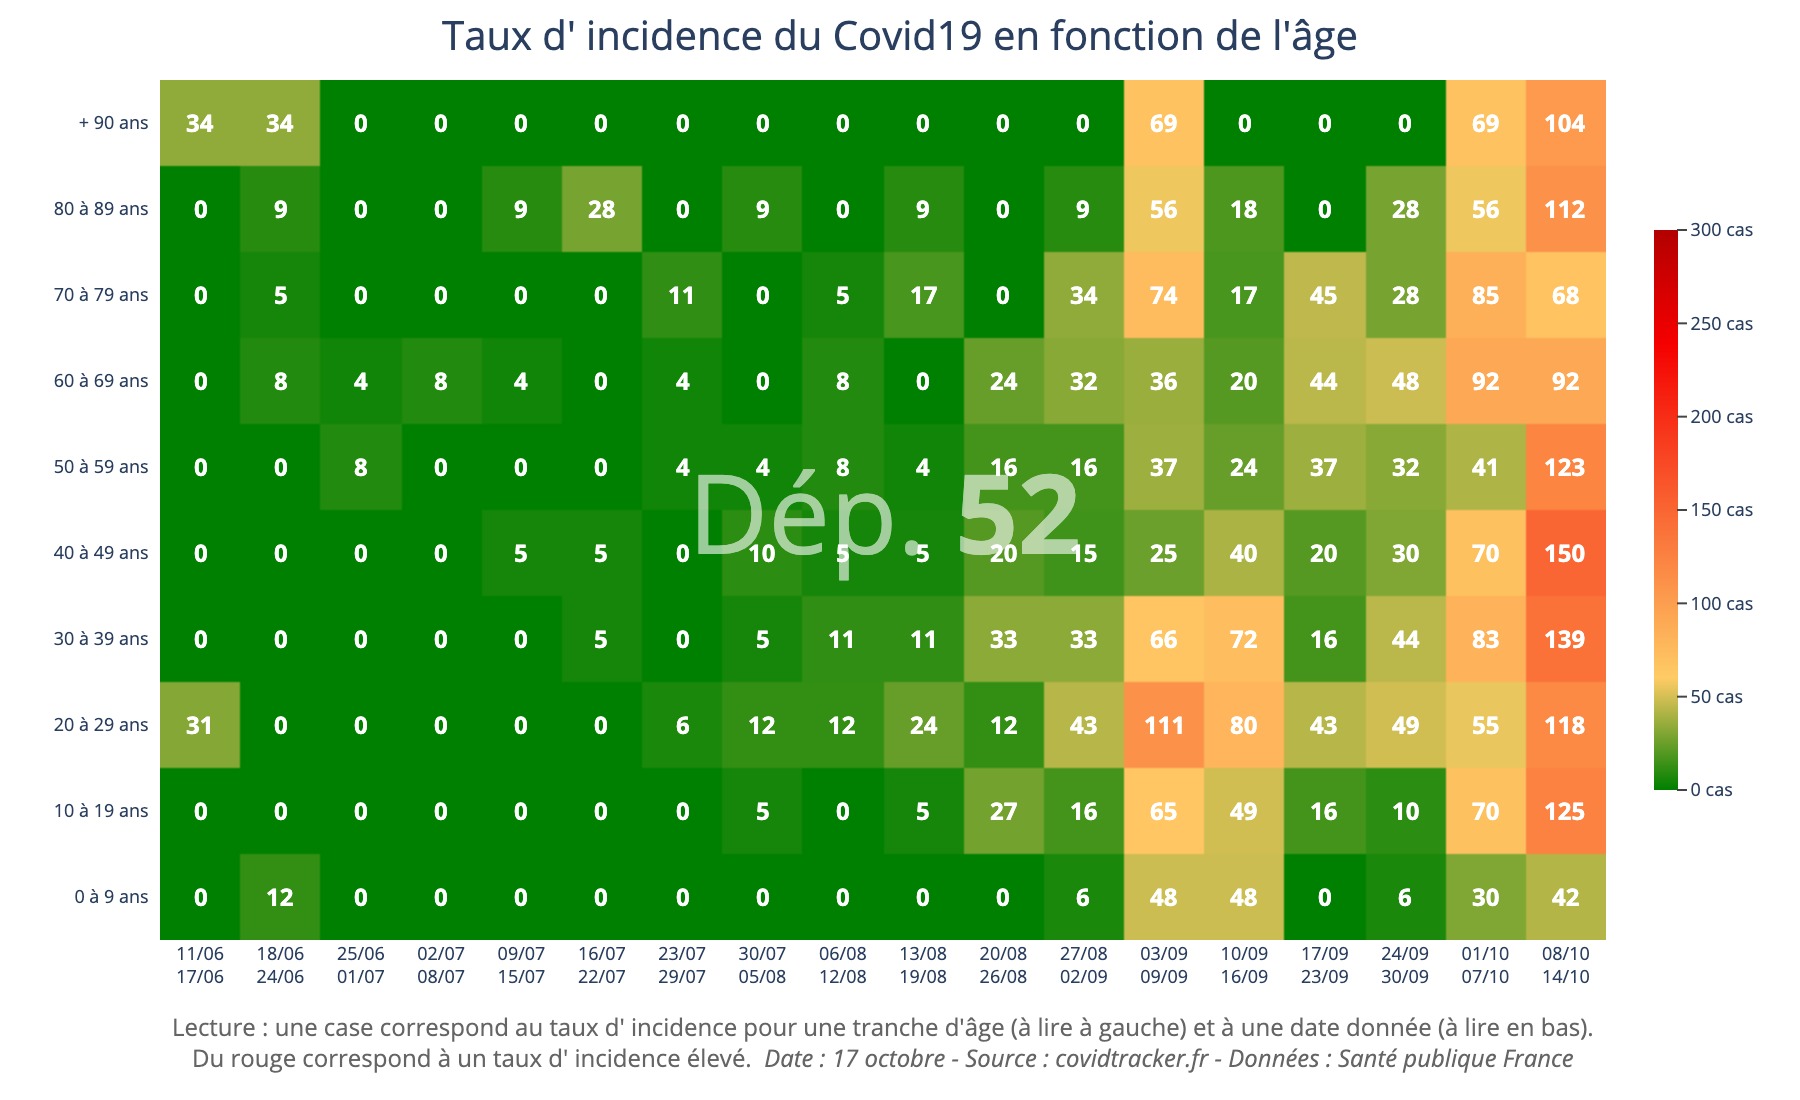 Taux d' incidence du Covid19 en fonction de l'âge
+ 90 ans 34 34 0 0 0 0 0 0 0 0 0 0 69 0 0 0 69 104
80 à 89 ans 0 9 0 0 9 28 0 9 0 9 0 9 56 18 0 28 56 112
70 à 79 ans 0 5 0 0 0 0 11 0 5 17 0 34 74 17 45 28 85 68
60 à 69 ans 0 8 4 8 4 0 4 0 8 0 24 32 36 20 44 48 92 92
50 à 59 ans 0 0 8 0 0 0 4 4 8 4 16 16 37 24 37 32 41 123
Dép. 52
40 à 49 ans 0 0 0 0 5 5 0 10 5 5 20 15 25 40 20 30 70 150
30 à 39 ans 0 0 0 0 0 5 0 5 11 11 33 33 66 72 16 44 83 139
20 à 29 ans 31 0 0 0 0 0 6 12 12 24 12 43 111 80 43 49 55 118
10 à 19 ans 0 0 0 0 0 0 0 5 0 5 27 16 65 49 16 10 70 125
0 à 9 ans 0 12 0 0 0 0 0 0 0 0 0 6 48 48 0 6 30 42
11/06 18/06 25/06 02/07 09/07 16/07 23/07 30/07 06/08 13/08 20/08 27/08 03/09 10/09 17/09 24/09 01/10 08/10
17/06 24/06 01/07 08/07 15/07 22/07 29/07 05/08 12/08 19/08 26/08 02/09 09/09 16/09 23/09 30/09 07/10 14/10
300 cas
250 cas
200 cas
150 cas
100 cas
50 cas
0 cas
Lecture : une case correspond au taux d' incidence pour une tranche d'âge (à lire à gauche) et à une date donnée (à lire en bas).
Du rouge correspond à un taux d' incidence élevé. Date : 17 octobre - Source : covidtracker.fr - Données : Santé publique France